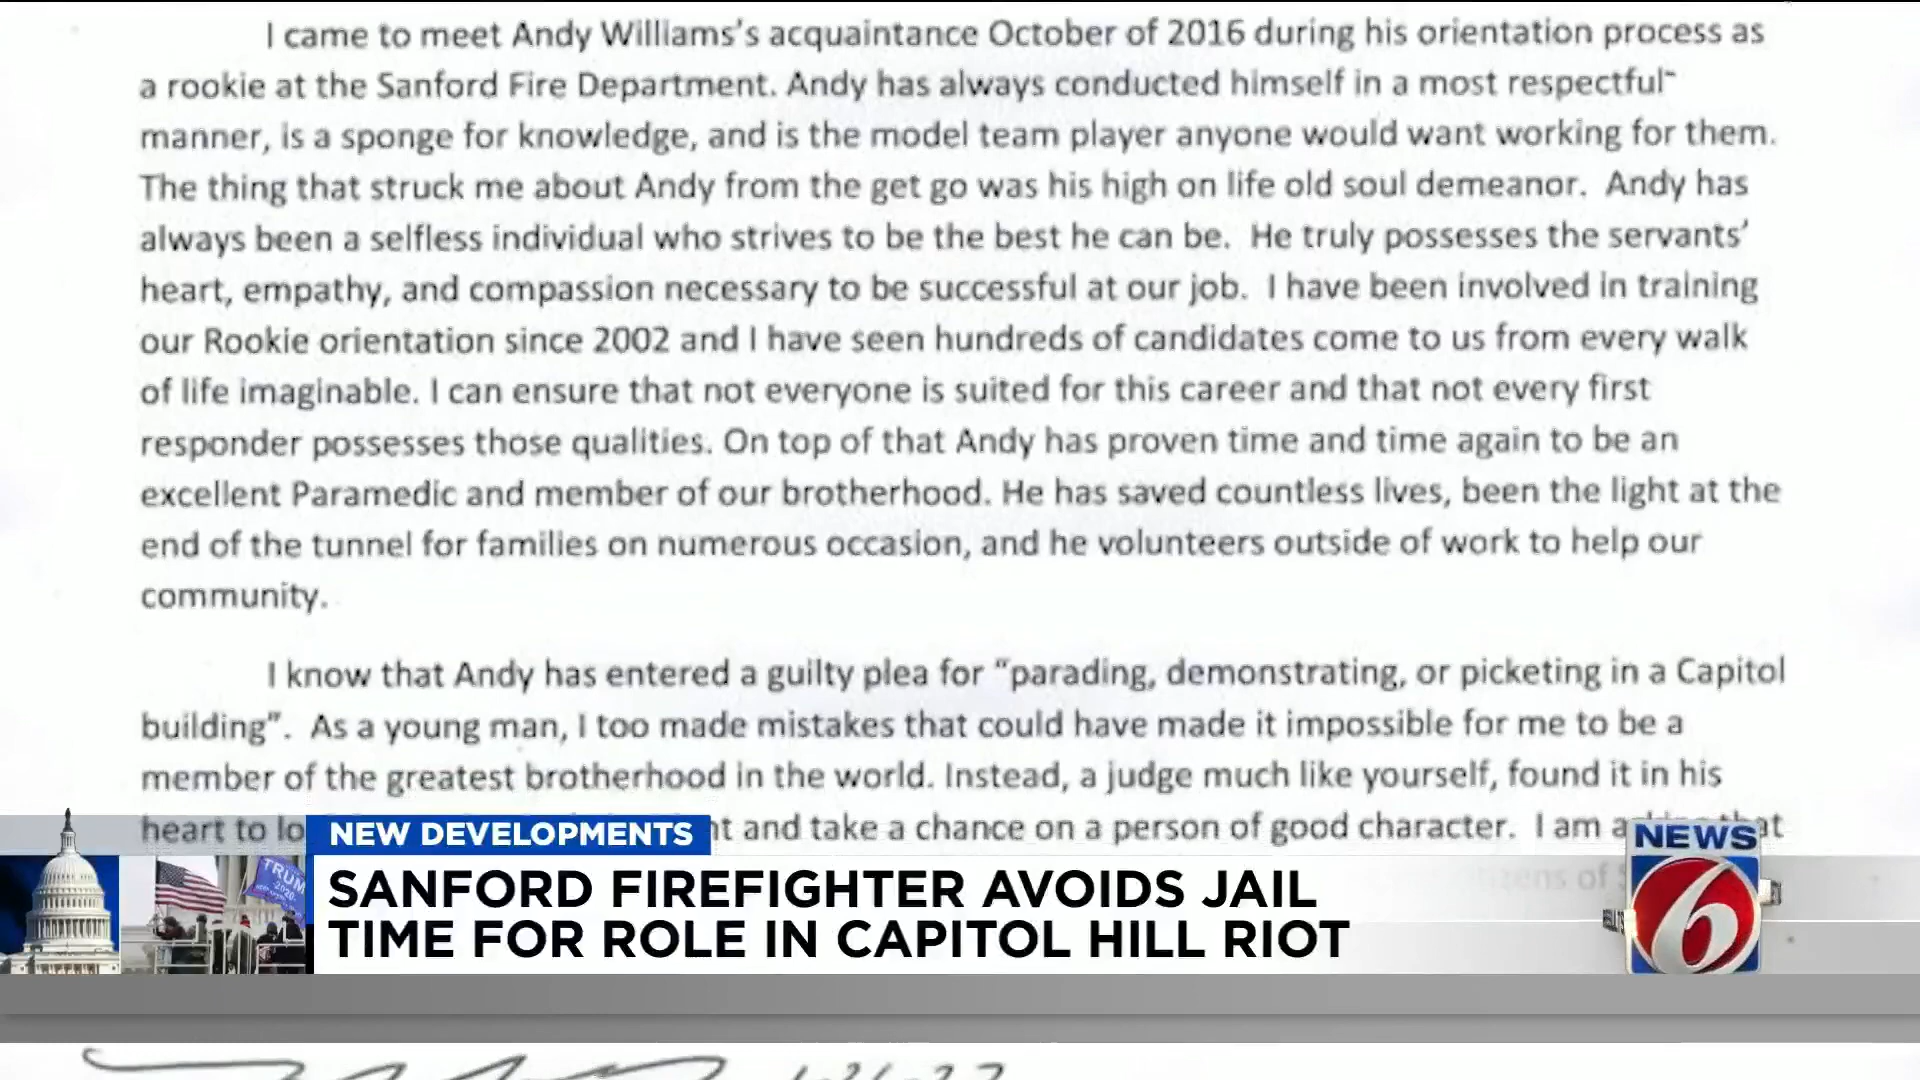 I came to meet Andy Williams's acquaintance October of 2016 during his orientation process as
a rookie at the Sanford Fire Department. Andy has always conducted himself in a most respectful
manner, is a sponge for knowledge, and is the model team player anyone would want working for them.
The thing that struck me about Andy from the get go was his high on life old soul demeanor.  Andy has
always been a selfless individual who strives to be the best he can be.  He truly possesses the servants'
heart, empathy, and compassion necessary to be successful at our job.  I have been involved in training
our Rookie orientation since 2002 and I have seen hundreds of candidates come to us from every walk
of life imaginable. I can ensure that not everyone is suited for this career and that not every first
responder possesses those qualities. On top of that Andy has proven time and time again to be an
excellent Paramedic and member of our brotherhood. He has saved countless lives, been the light at the
end of the tunnel for families on numerous occasion, and he volunteers outside of work to help our
community.
I know that Andy has entered a guilty plea for "parading, demonstrating, or picketing in a Capitol
building".  As a young man, I too made mistakes that could have made it impossible for me to be a
member of the greatest brotherhood in the world. Instead, a judge much like yourself, found it in his
heart to and take a chance on a person of good character.  I am
NEW DEVELOPMENTS
SANFORD FIREFIGHTER AVOIDS JAIL
TIME FOR ROLE IN CAPITOL HILL RIOT
NEWS
6
TRUMP
2020